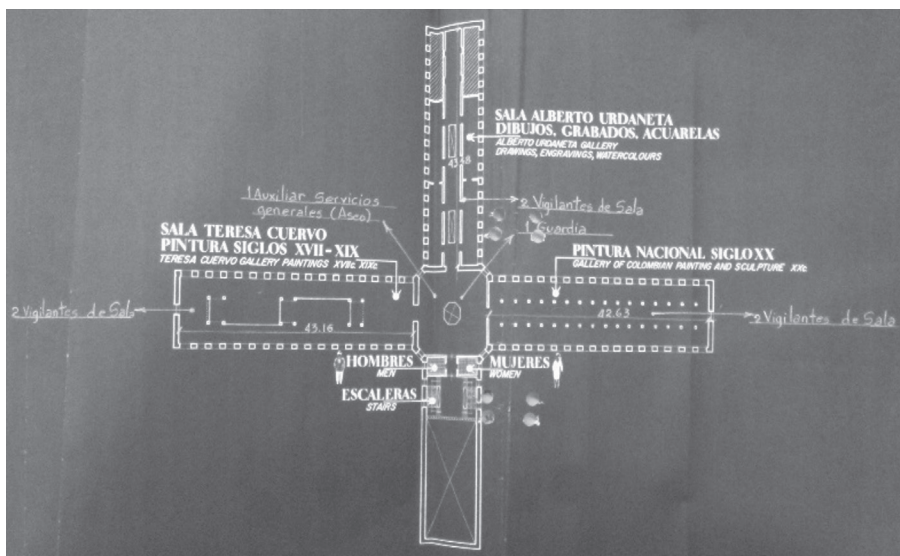 SALA ALBERTO URDANETA
DIBUJOS, GRABADOS, ACUARELAS
ALBERTO URDANETA GALLERY
DRAWINGS, ENGRAVINGS, WATERCOLOURS
43.58
1 Auxiliar Servicios
generales (Aseo)
2 Vigilantes de Sala
1 Guardia
SALA TERESA CUERVO
PINTURA SIGLOS XVII-XIX
TERESA CUERVO GALLERY PAINTINGS XVIIc XIXc
PINTURA NACIONAL SIGLO XX
GALLERY OF COLOMBIAN PAINTING AND SCULPTURE XXc
2 Vigilantes de Sala
43.16
42.63
2 Vigilantes de Sala
HOMBRES
MEN
MUJERES
WOMEN
ESCALERAS
STAIRS